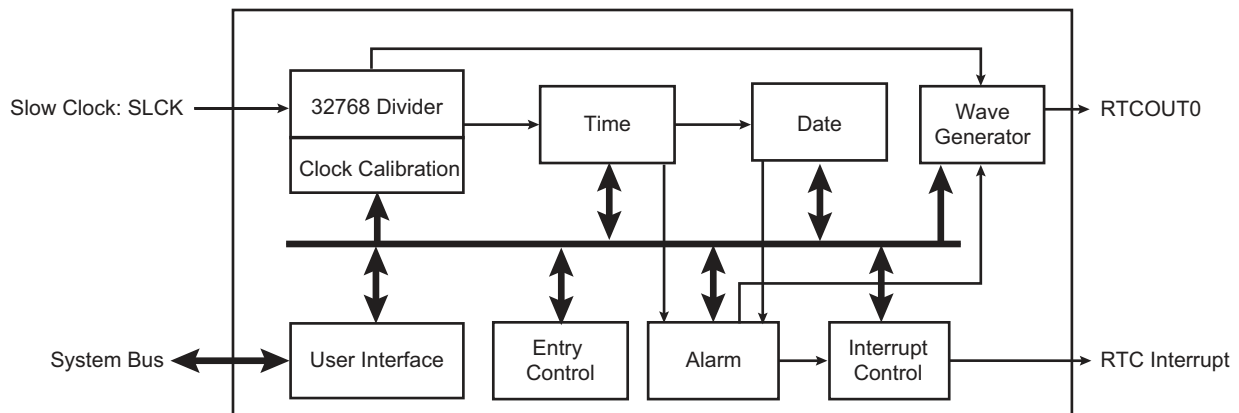 Slow Clock: SLCK
32768 Divider
Clock Calibration
Time
Date
Wave
Generator
RTCOUT0
System Bus
User Interface
Entry
Control
Alarm
Interrupt
Control
RTC Interrupt